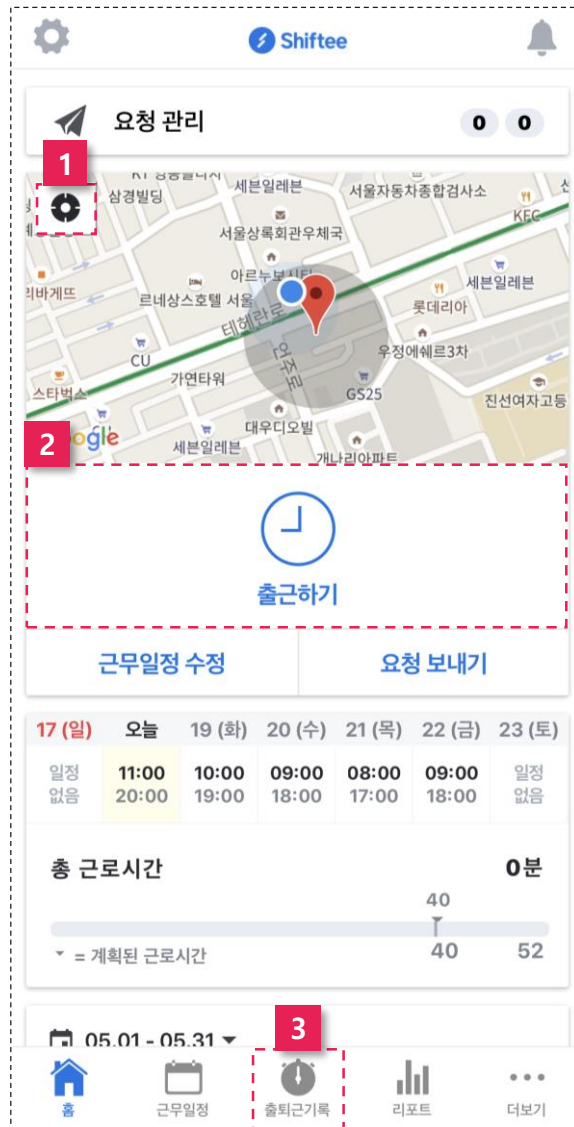 Shiftee
요청 관리
0 0
1
삼경빌딩
세븐일레븐
서울자동차종합검사소
KFC
서울상록회관우체국
아르누보시티
세븐일레븐
리바게뜨
르네상스호텔 서울
롯데리아
테헤란로
언주로
우정에쉐르3차
CU
가연타워
GS25
스타벅스
진선여자고등
대우디오빌
2
세븐일레븐
개나리아파트
출근하기
근무일정 수정
요청 보내기
17 (일) 오늘 19 (화) 20 (수) 21 (목) 22 (금) 23 (토)
일정 11:00 10:00 09:00 08:00 09:00 일정
없음 20:00 19:00 18:00 17:00 18:00 없음
총 근로시간 0분
40
= 계획된 근로시간 40 52
05.01 - 05.31
3
홈 근무일정 출퇴근기록 리포트 더보기